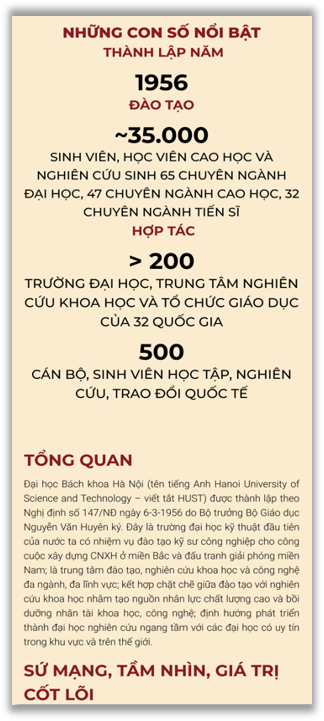 NHỮNG CON SỐ NỔI BẬT
THÀNH LẬP NĂM
1956
ĐÀO TẠO
~35.000
SINH VIÊN, HỌC VIÊN CAO HỌC VÀ
NGHIÊN CỨU SINH 65 CHUYÊN NGÀNH
ĐẠI HỌC, 47 CHUYÊN NGÀNH CAO HỌC, 32
CHUYÊN NGÀNH TIẾN SĨ
HỢP TÁC
> 200
TRƯỜNG ĐẠI HỌC, TRUNG TÂM NGHIÊN
CỨU KHOA HỌC VÀ TỔ CHỨC GIÁO DỤC
CỦA 32 QUỐC GIA
500
CÁN BỘ, SINH VIÊN HỌC TẬP, NGHIÊN
CỨU, TRAO ĐỔI QUỐC TẾ
TỔNG QUAN
Đại học Bách khoa Hà Nội (tên tiếng Anh Hanoi University of
Science and Technology – viết tắt HUST) được thành lập theo
Nghị định số 147/NĐ ngày 6-3-1956 do Bộ trưởng Bộ Giáo dục
Nguyễn Văn Huyên ký. Đây là trường đại học kỹ thuật đầu tiên
của nước ta có nhiệm vụ đào tạo kỹ sư công nghiệp cho công
cuộc xây dựng CNXH ở miền Bắc và đấu tranh giải phóng miền
Nam; là trung tâm đào tạo, nghiên cứu khoa học và công nghệ
đa ngành, đa lĩnh vực; kết hợp chặt chẽ giữa đào tạo với nghiên
cứu khoa học nhằm tạo nguồn nhân lực chất lượng cao và bồi
dưỡng nhân tài khoa học, công nghệ; định hướng phát triển
thành đại học nghiên cứu ngang tầm với các đại học có uy tín
trong khu vực và trên thế giới.
SỨ MẠNG, TẦM NHÌN, GIÁ TRỊ
CỐT LÕI